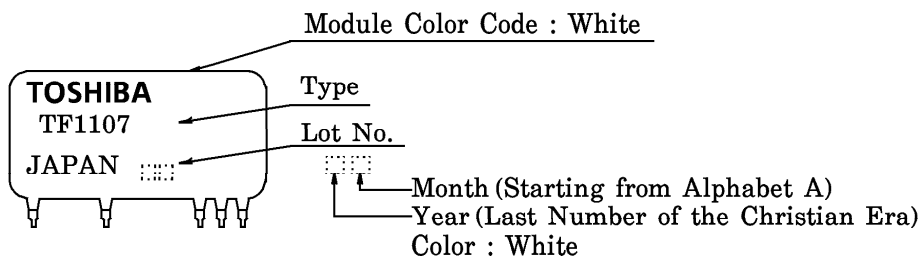 Module Color Code : White
TOSHIBA
TF1107
JAPAN
Type
Lot No.
Month (Starting from Alphabet A)
Year (Last Number of the Christian Era)
Color : White